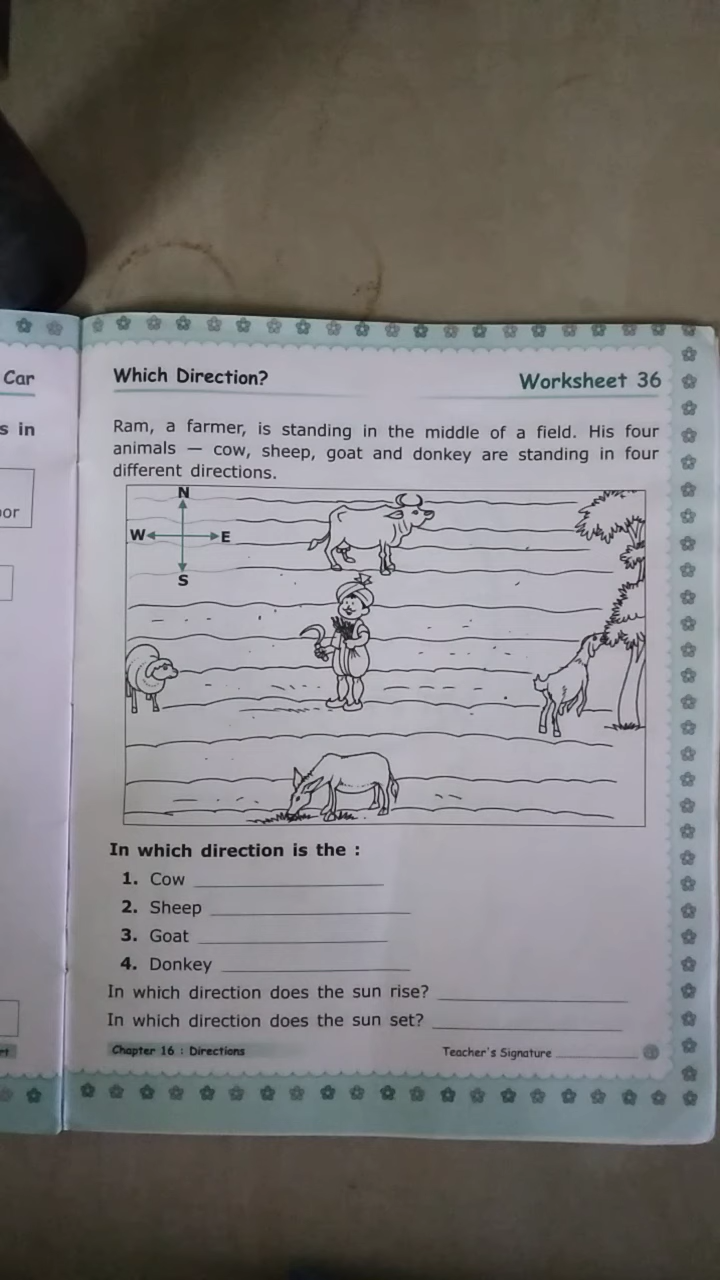 Car
s in
or
rt
Which Direction?
Worksheet 36
Ram, a farmer, is standing in the middle of a field. His four
animals — cow, sheep, goat and donkey are standing in four
different directions.
N
W E
S
In which direction is the :
1. Cow
2. Sheep
3. Goat
4. Donkey
In which direction does the sun rise?
In which direction does the sun set?
Chapter 16 : Directions
Teacher's Signature